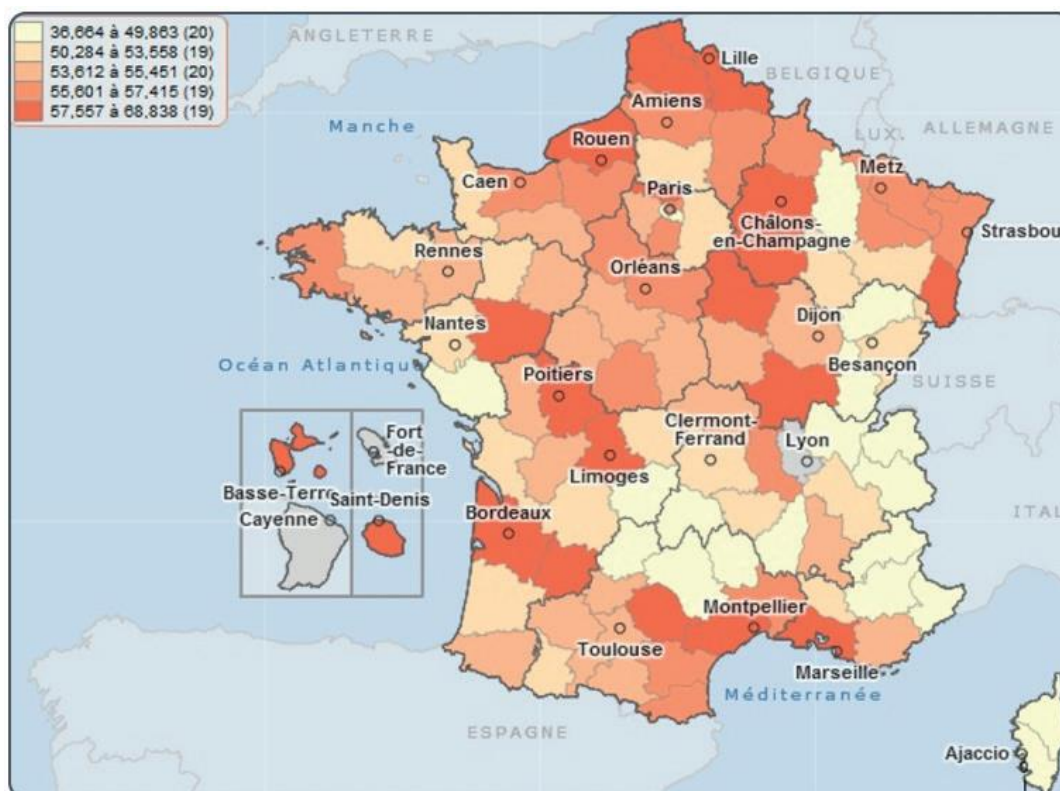 36,664 à 49,863 (20)
50,284 à 53,558 (19)
53,612 à 55,451 (20)
55,601 à 57,415 (19)
57,557 à 68,838 (19)
ANGLETERRE
Lille
BELGIQUE
Amiens
Manche
LUX.
ALLEMAGNE
Rouen
Metz
Caen
Paris
Châlons-
en-Champagne
Strasbou
Rennes
Orléans
Nantes
Dijon
Océan Atlantique
Besançon
SUISSE
Poitiers
Clermont-
Ferrand
Lyon
Fort
-de-
France
Limoges
Basse-Terre
Saint-Denis
Cayenne
Bordeaux
ITAL
Montpellier
Toulouse
Marseille
Méditerranée
ESPAGNE
Ajaccio